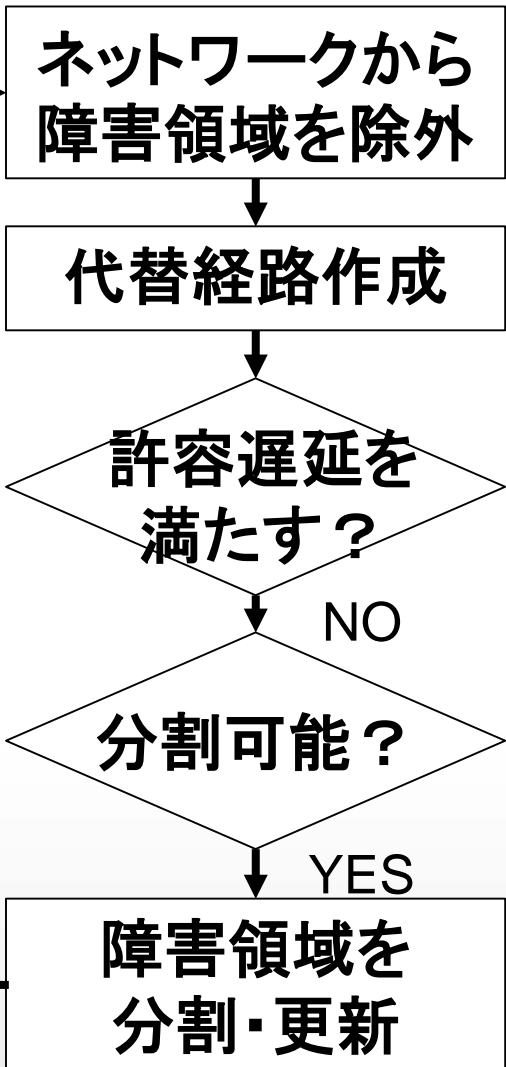 ネットワークから
障害領域を除外
代替経路作成
許容遅延を
満たす？
NO
分割可能？
YES
障害領域を
分割・更新